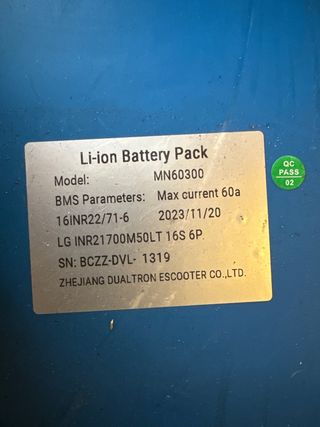 Li-ion Battery Pack
Model: MN60300
BMS Parameters: Max current 60a
16INR22/71-6 2023/11/20
LG INR21700M50LT 16S 6P
SN: BCZZ-DVL- 1319
ZHEJIANG DUALTRON ESCOOTER CO.,LTD.
QC
PASS
02